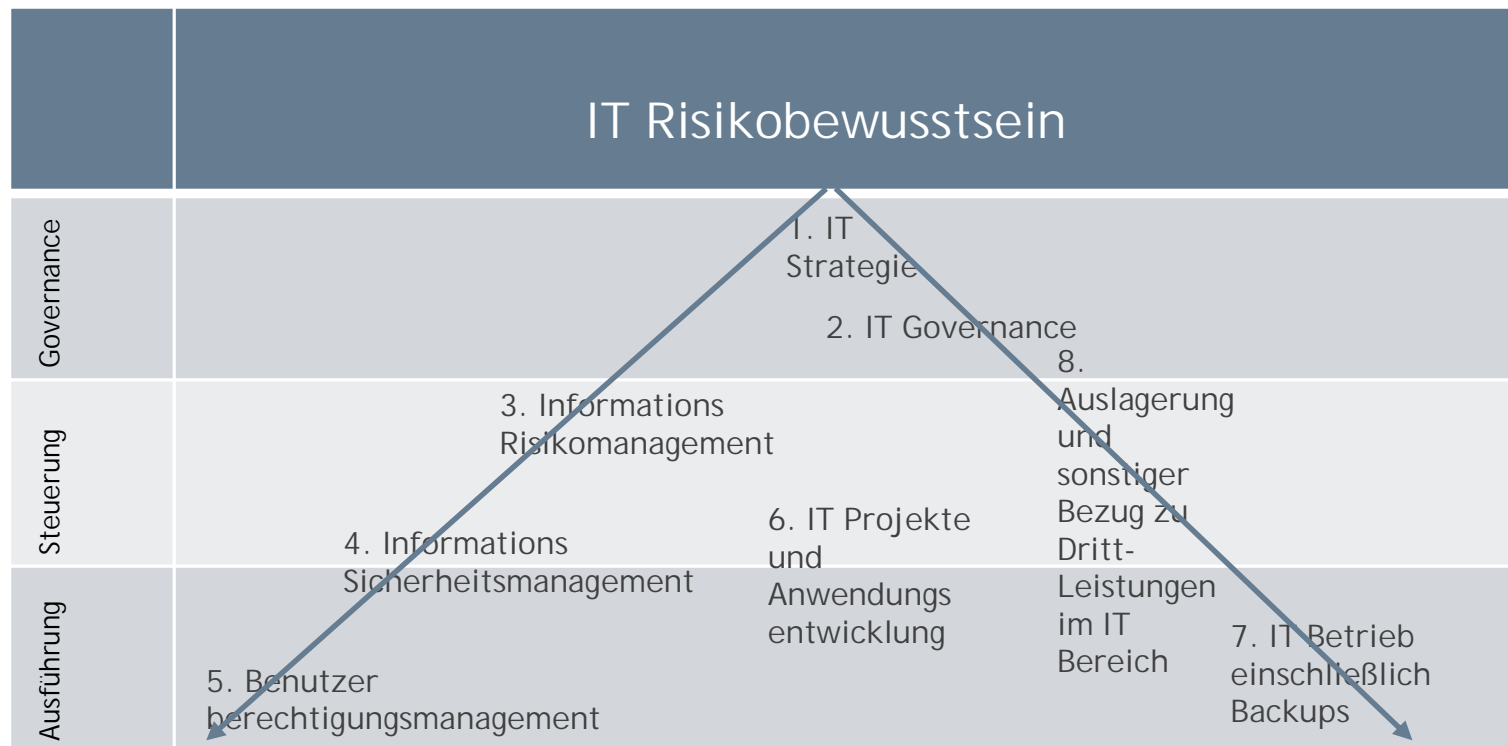 IT Risikobewusstsein
Governance
1. IT
Strategie
2. IT Governance
Steuerung
3. Informations
Risikomanagement
4. Informations
Sicherheitsmanagement
6. IT Projekte
und
Anwendungs
entwicklung
8.
Auslagerung
und
sonstiger
Bezug zu
Dritt-
Leistungen
im IT
Bereich
Ausführung
5. Benutzer
berechtigungsmanagement
7. IT Betrieb
einschließlich
Backups